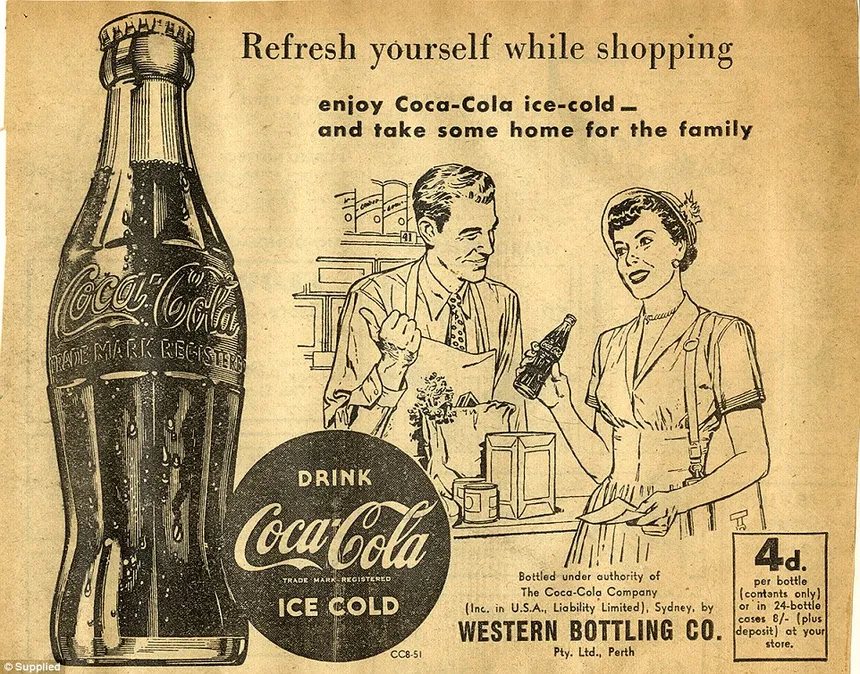 Refresh yourself while shopping
enjoy Coca-Cola ice-cold —
and take some home for the family
41
Coca-Cola
TRADE MARK REGISTERED
DRINK
Coca-Cola
TRADE MARK REGISTERED
ICE COLD
CC8-51
Bottled under authority of
The Coca-Cola Company
(Inc. in U.S.A., Liability Limited), Sydney, by
WESTERN BOTTLING CO.
Pty. Ltd., Perth
4d.
per bottle
(contents only)
or in 24-bottle
cases 8/- (plus
deposit) at your
store.
© Supplied